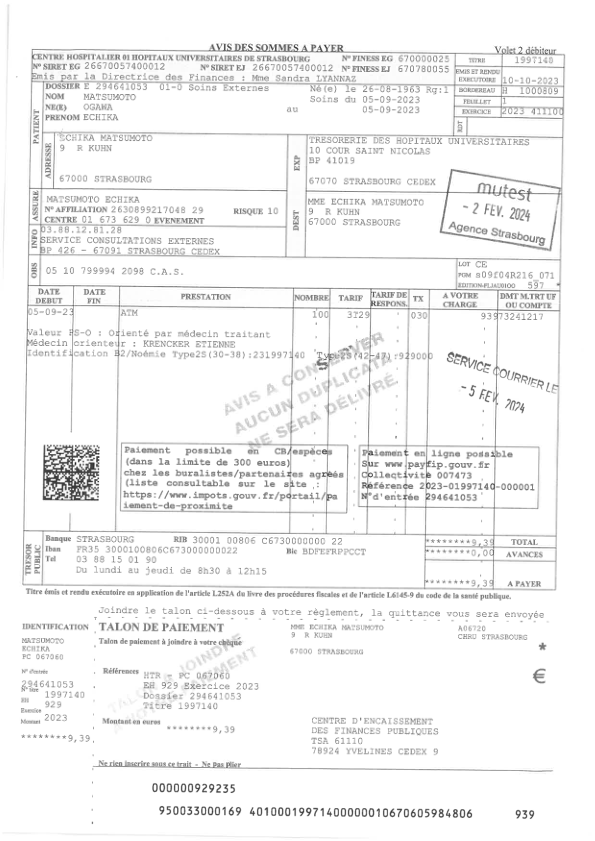 AVIS DES SOMMES A PAYER
Volet 2 débiteur
CENTRE HOSPITALIER 01 HOPITAUX UNIVERSITAIRES DE STRASBOURG
N° FINESS EG 670000025
N° SIRET EG 26670057400012 N° SIRET EJ 26670057400012 N° FINESS EJ 670780055
Emis par la Directrice des Finances : Mme Sandra LYANNAZ
TITRE 1997140
EMIS ET RENDU EXECUTOIRE 10-10-2023
BORDEREAU H 1000809
FEUILLET 1
EXERCICE 2023 411100
ROT
PATIENT
DOSSIER E 294641053 01-0 Soins Externes
NOM MATSUMOTO
NE(E) OGAWA
PRENOM ECHIKA
Né(e) le 26-08-1963 Rg:1
Soins du 05-09-2023
au 05-09-2023
ADRESSE
ECHIKA MATSUMOTO
9 R KUHN
67000 STRASBOURG
EXP
TRESORERIE DES HOPITAUX UNIVERSITAIRES
10 COUR SAINT NICOLAS
BP 41019
67070 STRASBOURG CEDEX
ASSURE
MATSUMOTO ECHIKA
N° AFFILIATION 2630899217048 29 RISQUE 10
CENTRE 01 673 629 0 EVENEMENT
DEST
MME ECHIKA MATSUMOTO
9 R KUHN
67000 STRASBOURG
mutest
- 2 FEV. 2024
Agence Strasbourg
INFO
03.88.12.81.28
SERVICE CONSULTATIONS EXTERNES
BP 426 - 67091 STRASBOURG CEDEX
OBS
05 10 799994 2098 C.A.S.
LOT CE
PGM s09f04R216_071
597 *
DATE DEBUT DATE FIN PRESTATION NOMBRE TARIF TARIF DE RESPONS. TX A VOTRE CHARGE DMT M.TRT UF OU COMPTE
05-09-23 ATM 100 3129 030 939 73241217
Valeur PS-O : Orienté par médecin traitant
Médecin orienteur : KRENCKER ETIENNE
Identification B2/Noémie Type2S(30-38):231997140 Type2S(42-47):929000
AVIS A CONSERVER
AUCUN DUPLICATA
NE SERA DÉLIVRÉ
SERVICE COURRIER LE
- 5 FEV. 2024
Paiement possible en CB/espèces
(dans la limite de 300 euros)
chez les buralistes/partenaires agréés
(liste consultable sur le site :
https://www.impots.gouv.fr/portail/pa
iement-de-proximite
Paiement en ligne possible
Sur www.payfip.gouv.fr
Collectivité 007473
Référence 2023-01997140-000001
N°d'entrée 294641053
TRESOR PUBLIC
Banque STRASBOURG RIB 30001 00806 C6730000000 22
Iban FR35 3000100806C673000000022 Bic BDFEFRPPCCT
Tel 03 88 15 01 90
Du lundi au jeudi de 8h30 à 12h15
********9,39 TOTAL
********0,00 AVANCES
********9,39 A PAYER
Titre émis et rendu exécutoire en application de l'article L252A du livre des procédures fiscales et de l'article L6145-9 du code de la santé publique.
Joindre le talon ci-dessous à votre règlement, la quittance vous sera envoyée
IDENTIFICATION
MATSUMOTO
ECHIKA
PC 067060
N° d'entrée
294641053
N° titre 1997140
EH 929
Exercice 2023
Montant
********9,39
TALON DE PAIEMENT
Talon de paiement à joindre à votre chèque
MME ECHIKA MATSUMOTO
9 R KUHN
67000 STRASBOURG
A06720
CHRU STRASBOURG
*
€
TALON A JOINDRE
Références
HTR - PC 067060
EH 929 Exercice 2023
Dossier 294641053
Titre 1997140
Montant en euros
********9,39
CENTRE D'ENCAISSEMENT
DES FINANCES PUBLIQUES
TSA 61110
78924 YVELINES CEDEX 9
Ne rien inscrire sous ce trait - Ne pas plier
000000929235
950033000169 401000199714000000010670605984806 939